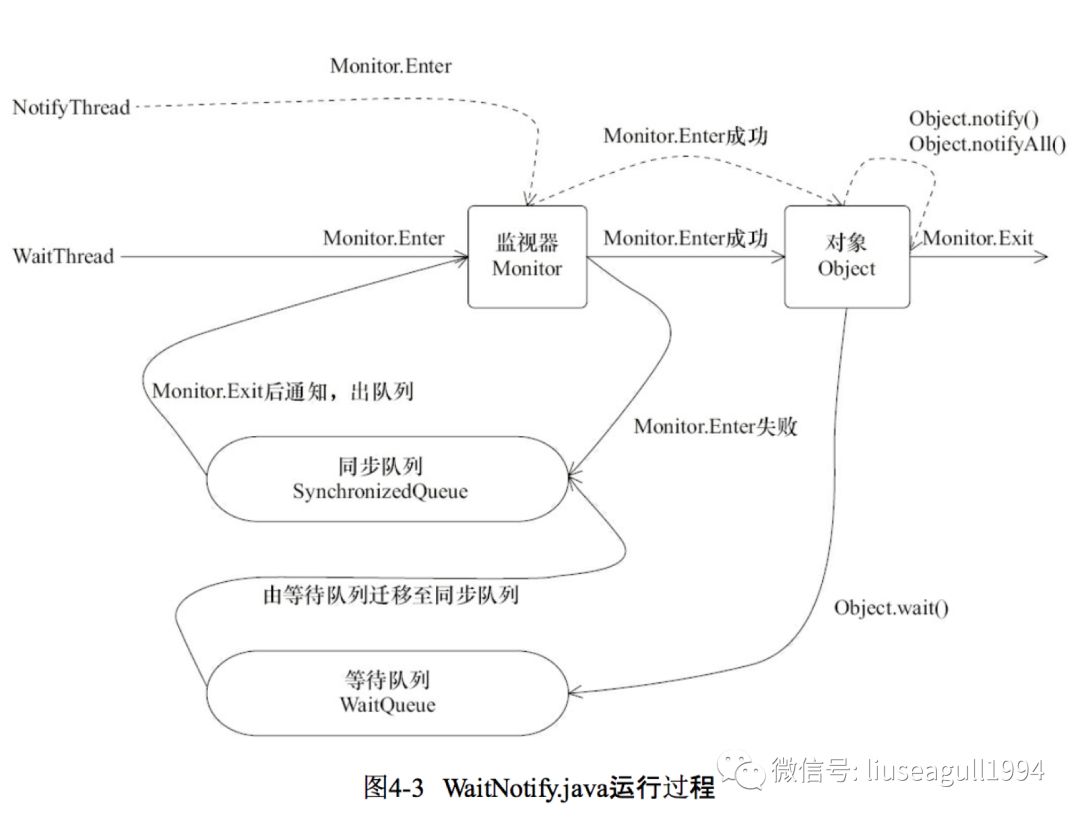 Monitor.Enter
NotifyThread
Object.notify()
Monitor.Enter成功
Object.notifyAll()
Monitor.Enter
监视器
Monitor.Enter成功
对象
Monitor.Exit
WaitThread
Monitor
Object
Monitor.Exit后通知，出队列
Monitor.Enter失败
同步队列
SynchronizedQueue
由等待队列迁移至同步队列
Object.wait()
等待队列
WaitQueue
微信号: liuseagull1994
图4-3 WaitNotify.java运行过程